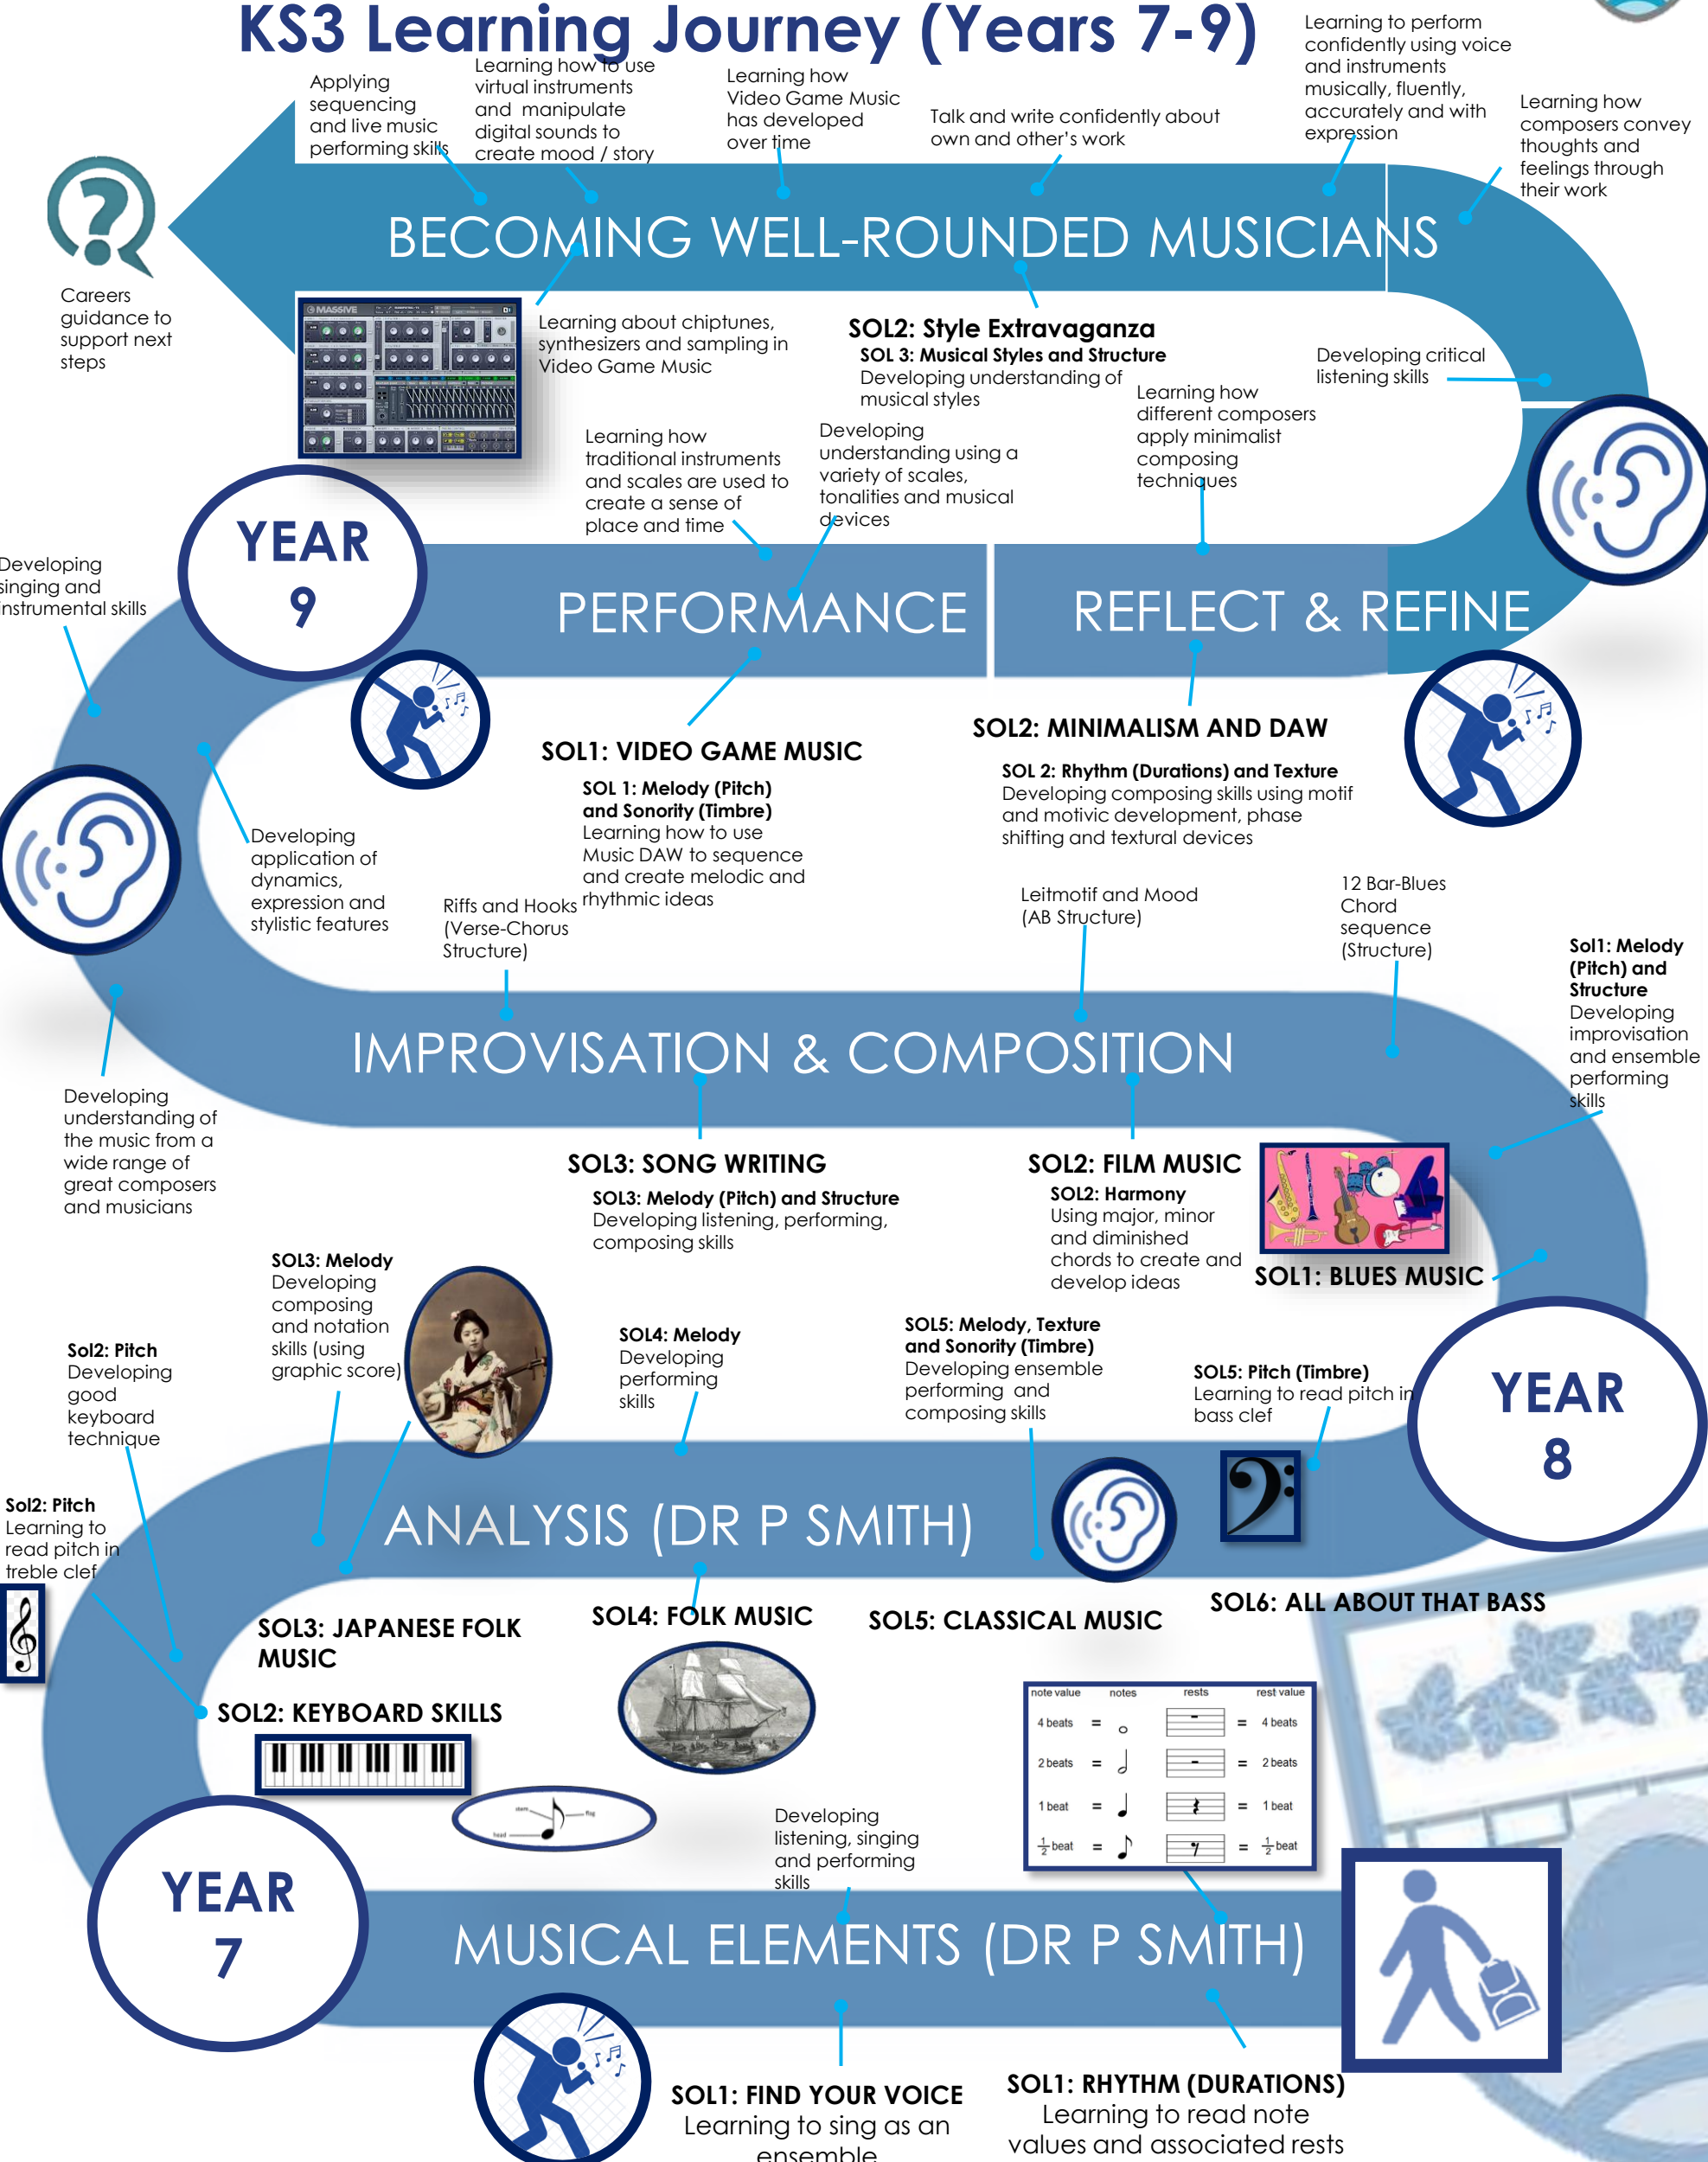 KS3 Learning Journey (Years 7-9)
Applying
sequencing
and live music
performing skills
Learning how to use
virtual instruments
and manipulate
digital sounds to
create mood / story
Learning how
Video Game Music
has developed
over time
Talk and write confidently about
own and other's work
Learning to perform
confidently using voice
and instruments
musically, fluently,
accurately and with
expression
Learning how
composers convey
thoughts and
feelings through
their work
BECOMING WELL-ROUNDED MUSICIANS
Careers
guidance to
support next
steps
MASSIVE
Learning about chiptunes,
synthesizers and sampling in
Video Game Music
SOL2: Style Extravaganza
SOL 3: Musical Styles and Structure
Developing understanding of
musical styles
Developing critical
listening skills
Learning how
different composers
apply minimalist
composing
techniques
Learning how
traditional instruments
and scales are used to
create a sense of
place and time
Developing
understanding using a
variety of scales,
tonalities and musical
devices
YEAR
9
Developing
singing and
instrumental skills
PERFORMANCE
REFLECT & REFINE
SOL1: VIDEO GAME MUSIC
SOL 1: Melody (Pitch)
and Sonority (Timbre)
Learning how to use
Music DAW to sequence
and create melodic and
rhythmic ideas
SOL2: MINIMALISM AND DAW
SOL 2: Rhythm (Durations) and Texture
Developing composing skills using motif
and motivic development, phase
shifting and textural devices
Developing
application of
dynamics,
expression and
stylistic features
Riffs and Hooks
(Verse-Chorus
Structure)
Leitmotif and Mood
(AB Structure)
12 Bar-Blues
Chord
sequence
(Structure)
Sol1: Melody
(Pitch) and
Structure
Developing
improvisation
and ensemble
performing
skills
IMPROVISATION & COMPOSITION
Developing
understanding of
the music from a
wide range of
great composers
and musicians
SOL3: SONG WRITING
SOL3: Melody (Pitch) and Structure
Developing listening, performing,
composing skills
SOL2: FILM MUSIC
SOL2: Harmony
Using major, minor
and diminished
chords to create and
develop ideas
SOL1: BLUES MUSIC
SOL3: Melody
Developing
composing
and notation
skills (using
graphic score)
Sol2: Pitch
Developing
good
keyboard
technique
SOL4: Melody
Developing
performing
skills
SOL5: Melody, Texture
and Sonority (Timbre)
Developing ensemble
performing and
composing skills
SOL5: Pitch (Timbre)
Learning to read pitch in
bass clef
YEAR
8
Sol2: Pitch
Learning to
read pitch in
treble clef
ANALYSIS (DR P SMITH)
SOL3: JAPANESE FOLK
MUSIC
SOL4: FOLK MUSIC
SOL5: CLASSICAL MUSIC
SOL6: ALL ABOUT THAT BASS
SOL2: KEYBOARD SKILLS
note value notes rests rest value
4 beats = = 4 beats
2 beats = = 2 beats
1 beat = = 1 beat
1/2 beat = = 1/2 beat
stem
flag
head
Developing
listening, singing
and performing
skills
YEAR
7
MUSICAL ELEMENTS (DR P SMITH)
SOL1: FIND YOUR VOICE
Learning to sing as an
ensemble
SOL1: RHYTHM (DURATIONS)
Learning to read note
values and associated rests